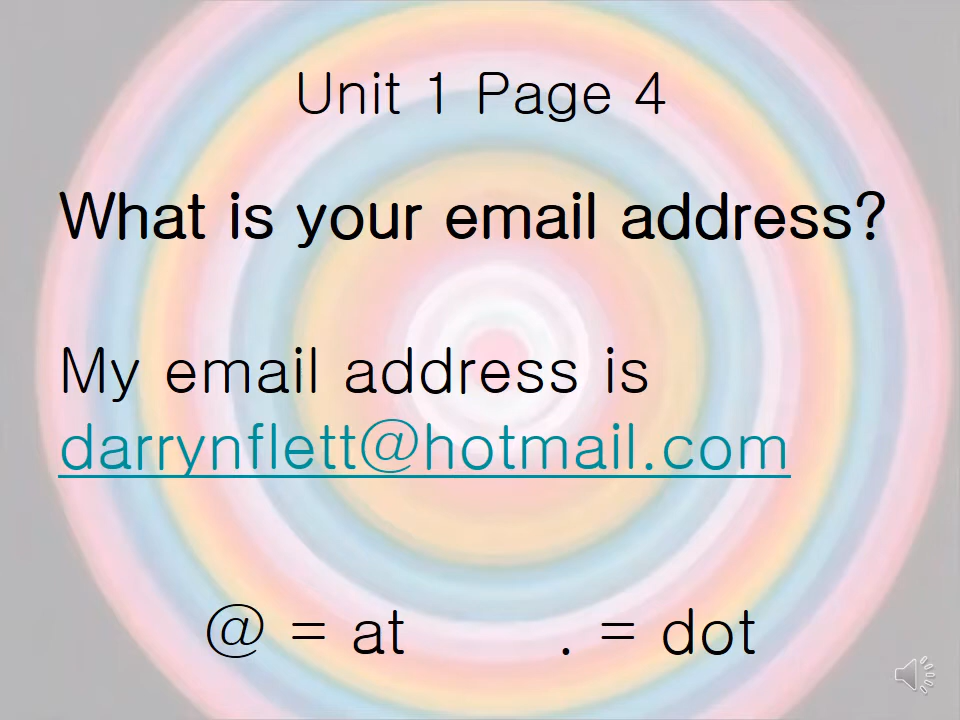 Unit 1 Page 4
What is your email address?
My email address is
darrynflett@hotmail.com
@ = at . = dot